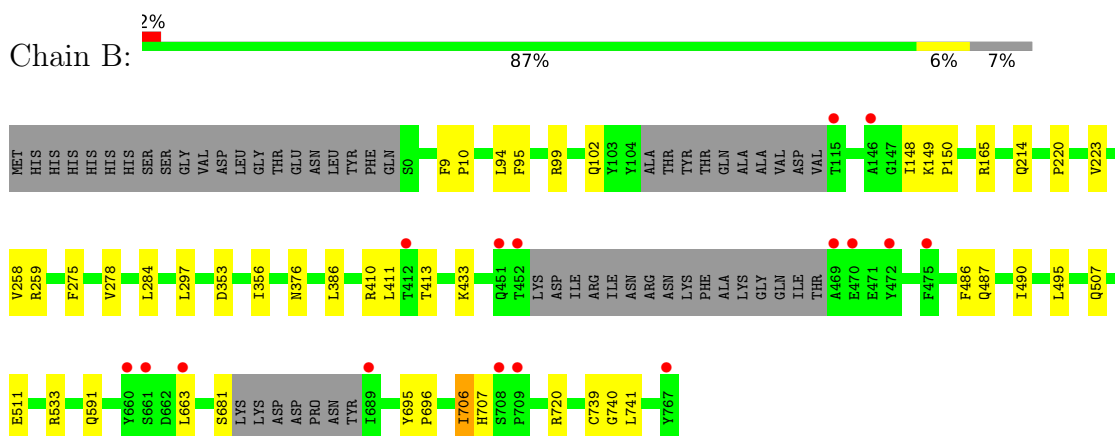 2%
Chain B:
87% 6% 7%
MET HIS HIS HIS HIS HIS HIS SER SER GLY VAL ASP LEU GLY THR GLU ASN LEU TYR PHE GLN S0 F9 P10 L94 F95 R99 Q102 Y103 Y104 ALA THR TYR THR GLN ALA ALA VAL ASP VAL T115 A146 G147 I148 K149 P150 R165 Q214 P220 V223
V258 R259 F275 V278 L284 L297 D353 I356 N376 L386 R410 L411 T412 T413 K433 Q451 T452 LYS ASP ILE ARG ILE ASN ARG ASN LYS PHE ALA LYS GLY GLN ILE THR A469 E470 E471 Y472 F475 F486 Q487 I490 L495 Q507
E511 R533 Q591 Y660 S661 D662 L663 S681 LYS LYS ASP ASP PRO ASN TYR I689 Y695 P696 I706 H707 S708 P709 R720 C739 G740 L741 Y767